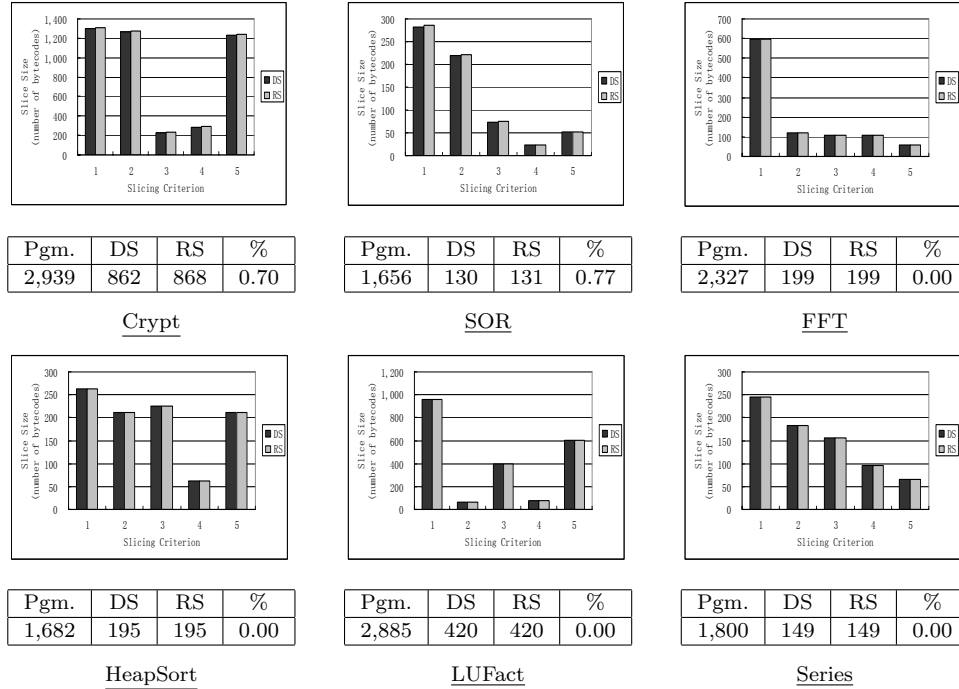 1,400
1,200
1,000
800
600
400
200
0
Slice Size
(number of bytecodes)
1 2 3 4 5
Slicing Criterion
DS
RS
300
250
200
150
100
50
0
Slice Size
(number of bytecodes)
1 2 3 4 5
Slicing Criterion
DS
RS
700
600
500
400
300
200
100
0
Slice Size
(number of bytecodes)
1 2 3 4 5
Slicing Criterion
DS
RS
Pgm. DS RS %
2,939 862 868 0.70
Crypt
Pgm. DS RS %
1,656 130 131 0.77
SOR
Pgm. DS RS %
2,327 199 199 0.00
FFT
300
250
200
150
100
50
0
Slice Size
(number of bytecodes)
1 2 3 4 5
Slicing Criterion
DS
RS
1,200
1,000
800
600
400
200
0
Slice Size
(number of bytecodes)
1 2 3 4 5
Slicing Criterion
DS
RS
300
250
200
150
100
50
0
Slice Size
(number of bytecodes)
1 2 3 4 5
Slicing Criterion
DS
RS
Pgm. DS RS %
1,682 195 195 0.00
HeapSort
Pgm. DS RS %
2,885 420 420 0.00
LUFact
Pgm. DS RS %
1,800 149 149 0.00
Series